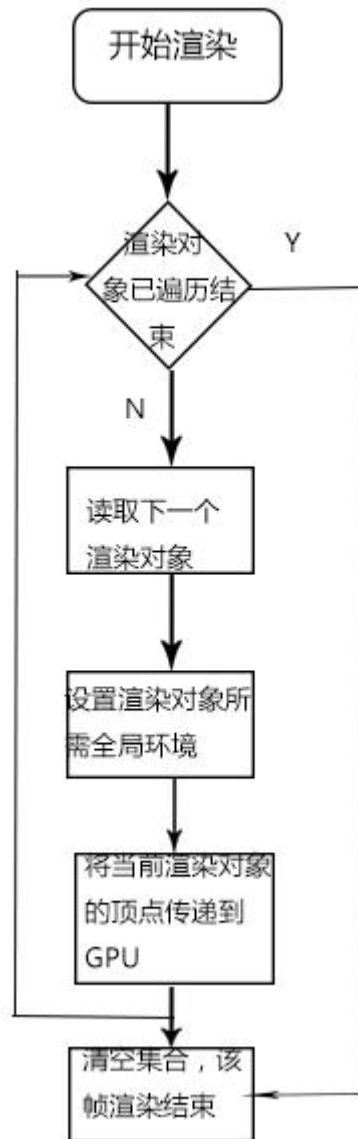 开始渲染
渲染对
象已遍历结
束
Y
N
读取下一个
渲染对象
设置渲染对象所
需全局环境
将当前渲染对象
的顶点传递到
GPU
清空集合，该
帧渲染结束